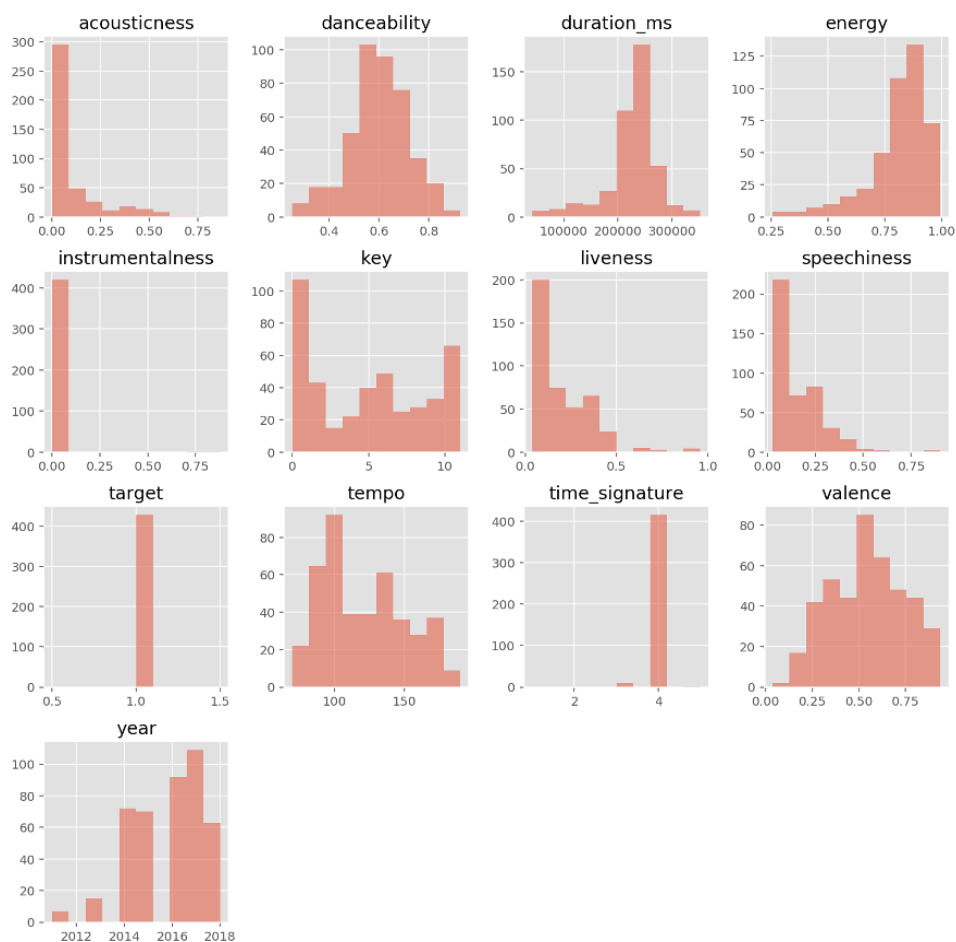 acousticness danceability duration_ms energy
300 250 200 150 100 50 0
0.00 0.25 0.50 0.75
100 80 60 40 20 0
0.4 0.6 0.8
150 100 50 0
100000 200000 300000
125 100 75 50 25 0
0.25 0.50 0.75 1.00
instrumentalness key liveness speechiness
400 300 200 100 0
0.00 0.25 0.50 0.75
100 80 60 40 20 0
0 5 10
200 150 100 50 0
0.0 0.5 1.0
200 150 100 50 0
0.00 0.25 0.50 0.75
target tempo time_signature valence
400 300 200 100 0
0.5 1.0 1.5
80 60 40 20 0
100 150
400 300 200 100 0
2 4
80 60 40 20 0
0.00 0.25 0.50 0.75
year
100 80 60 40 20 0
2012 2014 2016 2018